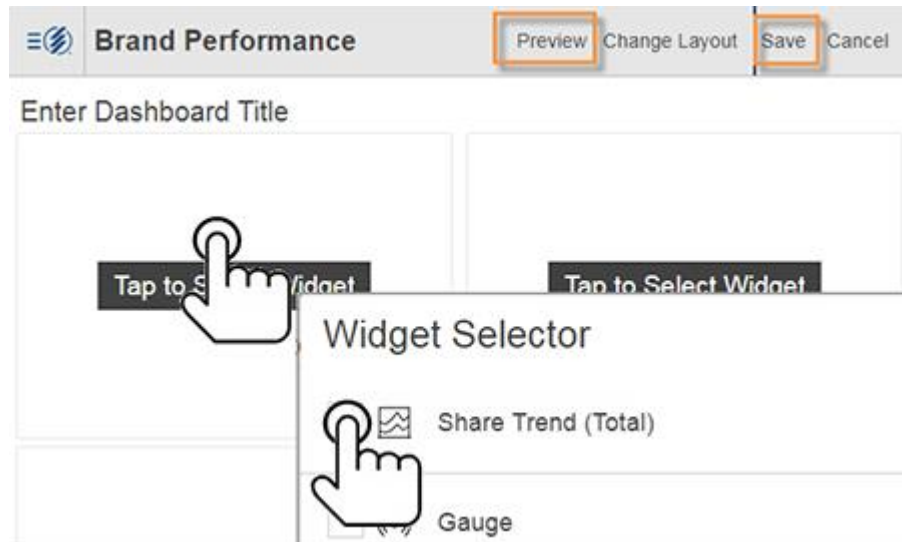 Brand Performance Preview Change Layout Save Cancel
Enter Dashboard Title
Tap to Widget Tap to Select Widget
Widget Selector
Share Trend (Total)
Gauge